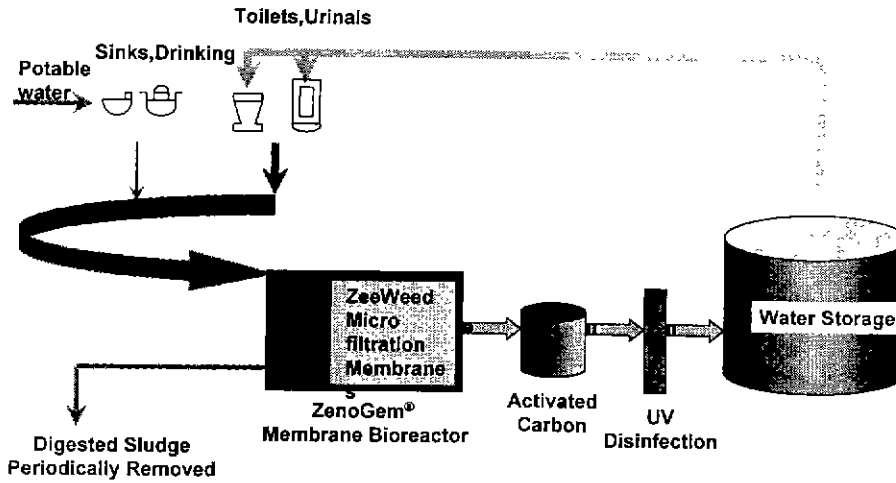 Toilets,Urinals
Sinks,Drinking
Potable
water
ZeeWeed
Micro
filtration
Membrane
s
ZenoGem®
Membrane Bioreactor
Activated
Carbon
UV
Disinfection
Water Storage
Digested Sludge
Periodically Removed